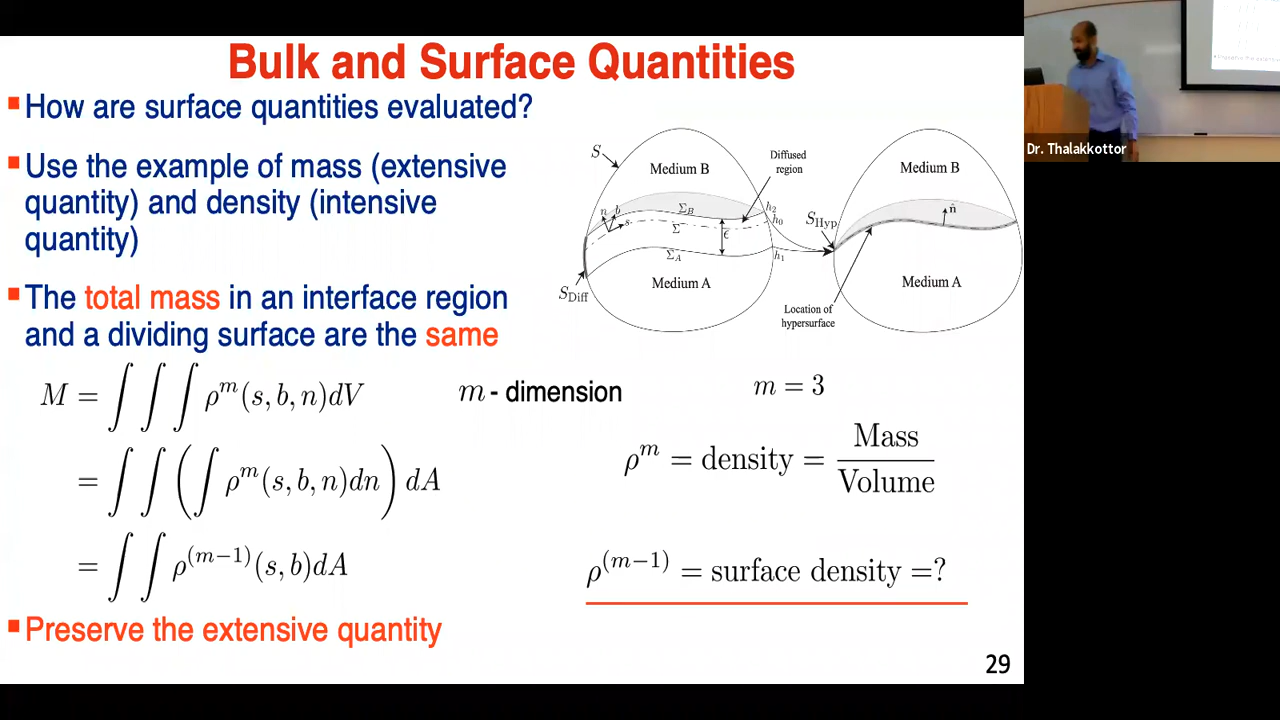 Bulk and Surface Quantities
How are surface quantities evaluated?
Use the example of mass (extensive
quantity) and density (intensive
quantity)
The total mass in an interface region
and a dividing surface are the same
S
Medium B
Diffused
region
n
b
s
Σ_B
Σ
Σ_A
ϵ
h_2
h_0
h_1
Medium A
S_Diff
S_Hyp
Medium B
n̂
Medium A
Location of
hypersurface
M = ∫ ∫ ∫ ρ^m(s, b, n)dV
m - dimension
m = 3
= ∫ ∫ (∫ ρ^m(s, b, n)dn) dA
ρ^m = density = Mass / Volume
= ∫ ∫ ρ^(m−1)(s, b)dA
ρ^(m−1) = surface density =?
Preserve the extensive quantity
29
Dr. Thalakkottor